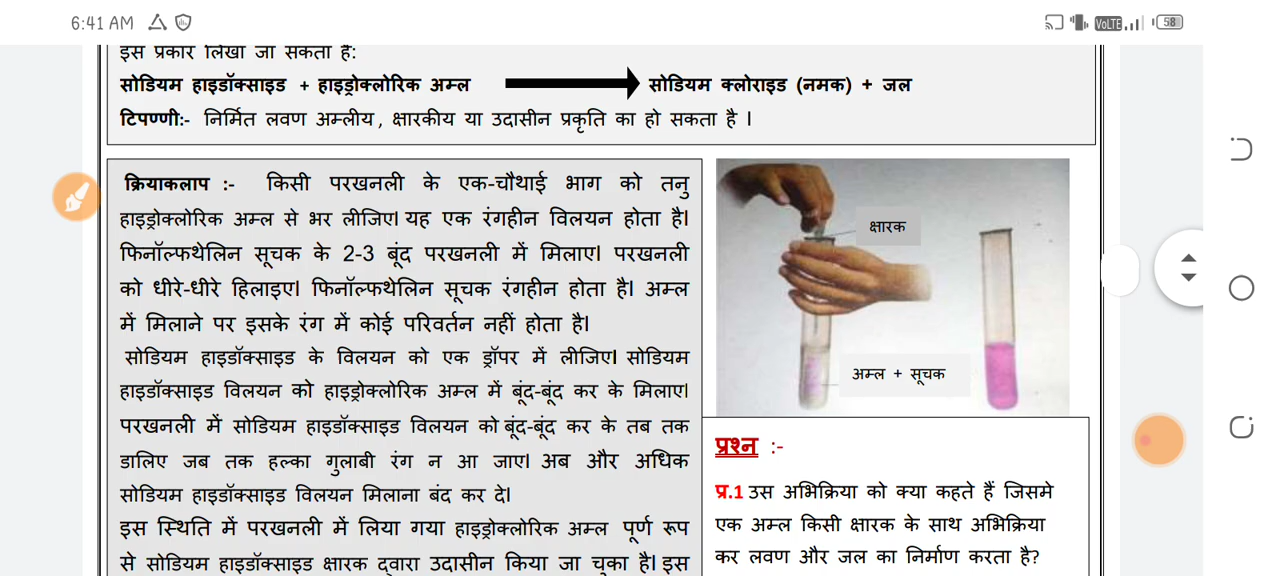 6:41 AM
VoLTE
58
इस प्रकार लिखा जा सकता है:
सोडियम हाइडॉक्साइड + हाइड्रोक्लोरिक अम्ल सोडियम क्लोराइड (नमक) + जल
टिपण्णी:- निर्मित लवण अम्लीय , क्षारकीय या उदासीन प्रकृति का हो सकता है ।
क्रियाकलाप :- किसी परखनली के एक-चौथाई भाग को तनु
हाइड्रोक्लोरिक अम्ल से भर लीजिए। यह एक रंगहीन विलयन होता है।
फिनॉल्फथेलिन सूचक के 2-3 बूंद परखनली में मिलाए। परखनली
को धीरे-धीरे हिलाइए। फिनॉल्फथेलिन सूचक रंगहीन होता है। अम्ल
में मिलाने पर इसके रंग में कोई परिवर्तन नहीं होता है।
सोडियम हाइडॉक्साइड के विलयन को एक ड्रॉपर में लीजिए। सोडियम
हाइडॉक्साइड विलयन को हाइड्रोक्लोरिक अम्ल में बूंद-बूंद कर के मिलाए।
परखनली में सोडियम हाइडॉक्साइड विलयन को बूंद-बूंद कर के तब तक
डालिए जब तक हल्का गुलाबी रंग न आ जाए। अब और अधिक
सोडियम हाइडॉक्साइड विलयन मिलाना बंद कर दे।
इस स्थिति में परखनली में लिया गया हाइड्रोक्लोरिक अम्ल पूर्ण रूप
से सोडियम हाइडॉक्साइड क्षारक द्वारा उदासीन किया जा चुका है। इस
क्षारक
अम्ल + सूचक
प्रश्न :-
प्र.1 उस अभिक्रिया को क्या कहते हैं जिसमे
एक अम्ल किसी क्षारक के साथ अभिक्रिया
कर लवण और जल का निर्माण करता है?